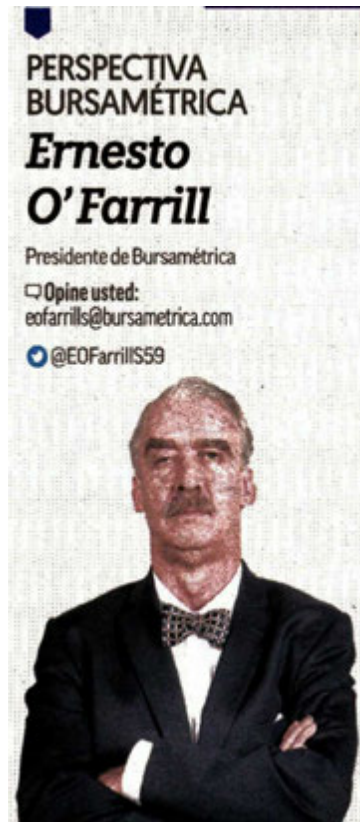 PERSPECTIVA
BURSAMÉTRICA
Ernesto
O’Farrill
Presidente de Bursamétrica
Opine usted:
eofarrills@bursametrica.com
@EOFarrillS59